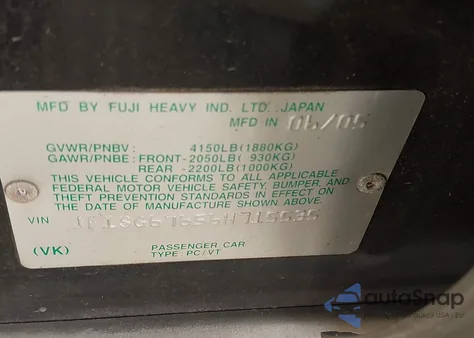 MFD BY FUJI HEAVY IND. LTD. JAPAN
MFD IN 06/05
GVWR/PNBV: 4150LB(1880KG)
GAWR/PNBE: FRONT-2050LB( 930KG)
REAR -2200LB(1000KG)
THIS VEHICLE CONFORMS TO ALL APPLICABLE
FEDERAL MOTOR VEHICLE SAFETY, BUMPER, AND
THEFT PREVENTION STANDARDS IN EFFECT ON
THE DATE OF MANUFACTURE SHOWN ABOVE.
VIN
(VK)
PASSENGER CAR
TYPE: PC/VT
autoSnap